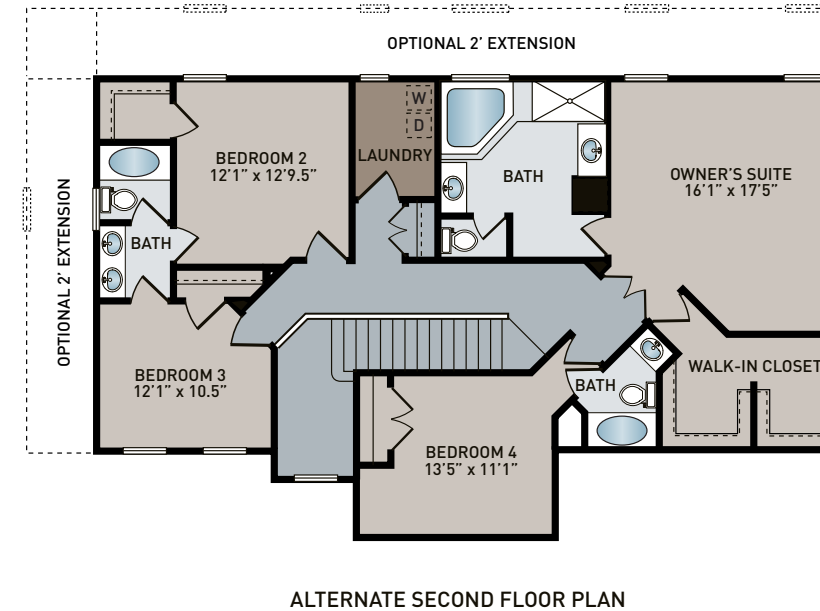 OPTIONAL 2’ EXTENSION
W
D
LAUNDRY
BEDROOM 2
12’1” x 12’9.5”
BATH
OWNER’S SUITE
16’1” x 17’5”
OPTIONAL 2’ EXTENSION
BATH
BEDROOM 3
12’1” x 10.5”
WALK-IN CLOSET
BATH
BEDROOM 4
13’5” x 11’1”
ALTERNATE SECOND FLOOR PLAN